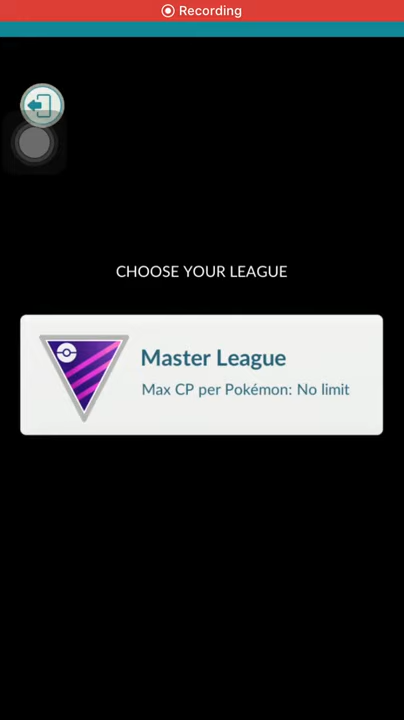 Recording
CHOOSE YOUR LEAGUE
Master League
Max CP per Pokémon: No limit